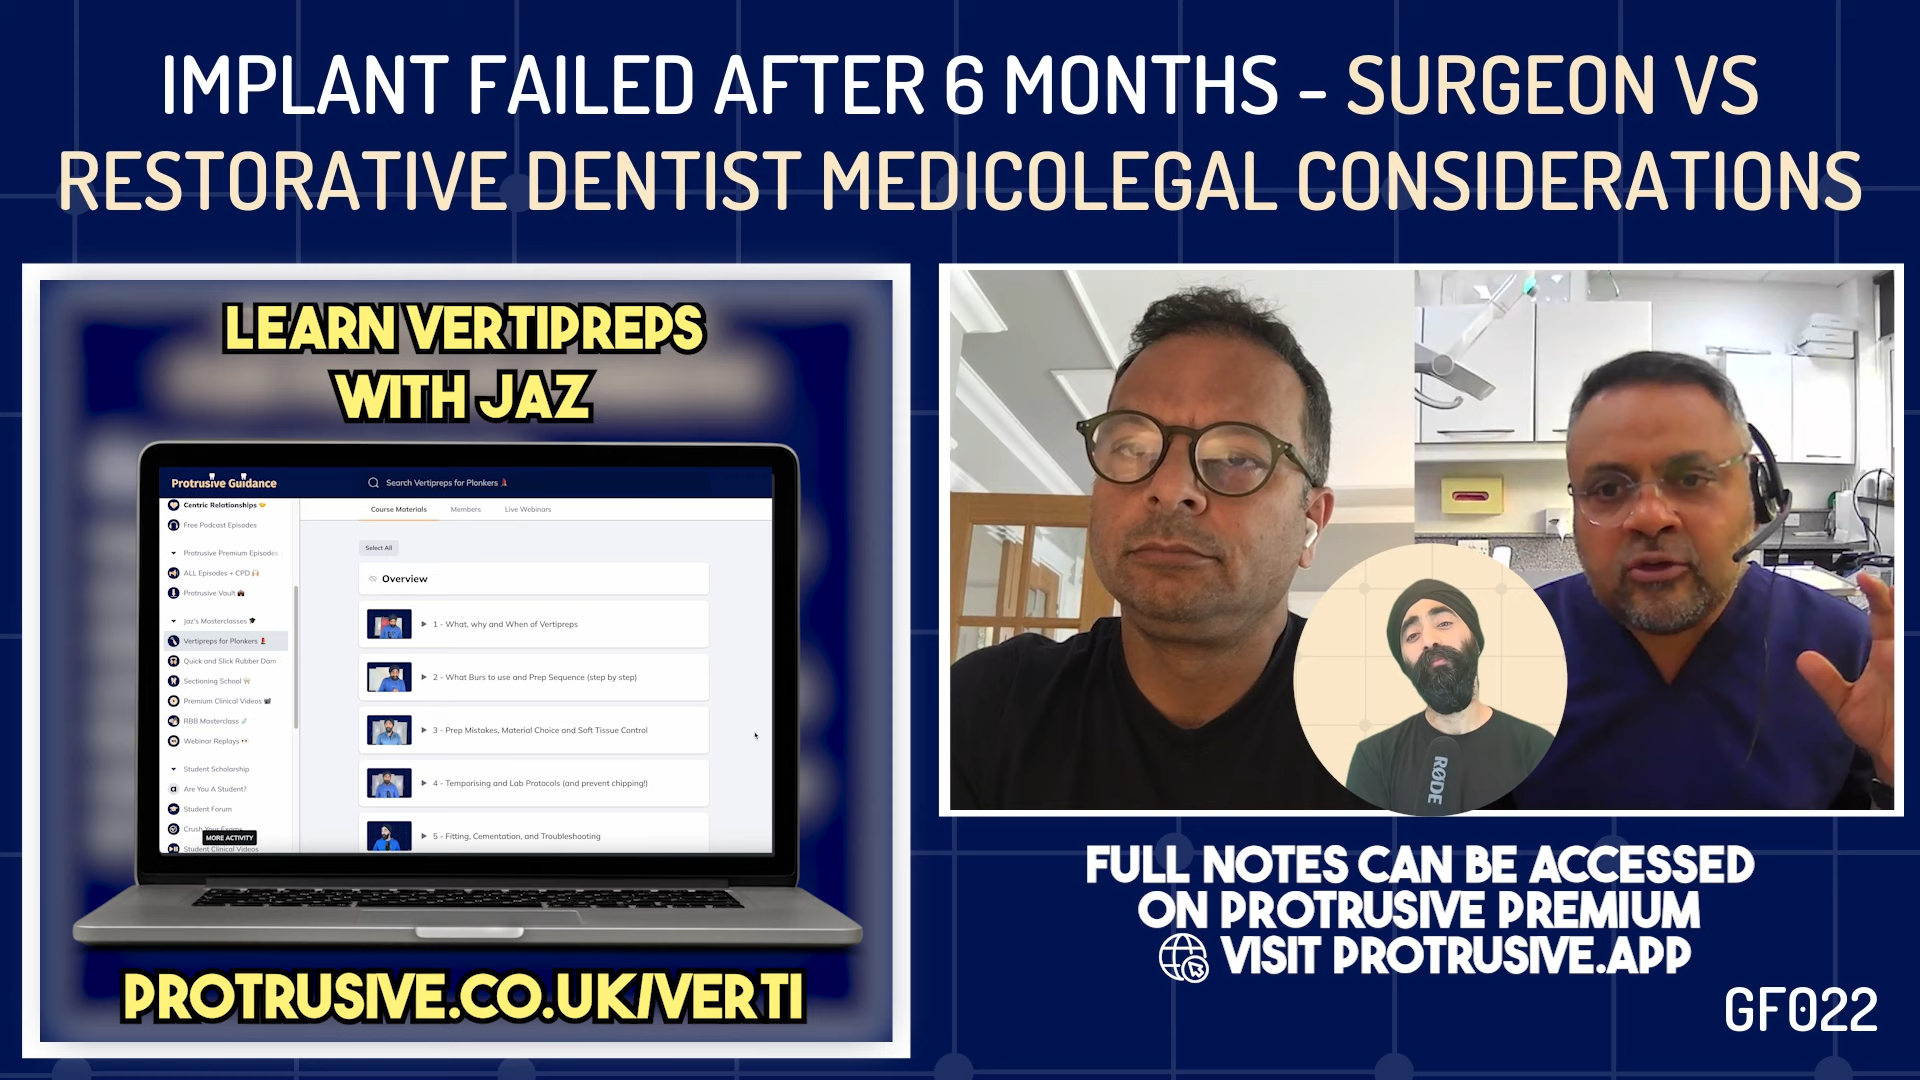 IMPLANT FAILED AFTER 6 MONTHS - SURGEON VS
RESTORATIVE DENTIST MEDICOLEGAL CONSIDERATIONS
LEARN VERTIPREPS
WITH JAZ
Protrusive Guidance
Search Vertipreps for Plonkers
Centric Relationships
Free Podcast Episodes
Protrusive Premium Episodes
ALL Episodes + CPD
Protrusive Vault
Jaz's Masterclasses
Vertipreps for Plonkers
Quick and Slick Rubber Dam
Sectioning School
Premium Clinical Videos
RBB Masterclass
Webinar Replays
Student Scholarship
Are You A Student?
Student Forum
Crush Your Exams
MORE ACTIVITY
Student Clinical Videos
Course Materials Members Live Webinars
Select All
Overview
1 - What, why and When of Vertipreps
2 - What Burs to use and Prep Sequence (step by step)
3 - Prep Mistakes, Material Choice and Soft Tissue Control
4 - Temporising and Lab Protocols (and prevent chipping!)
5 - Fitting, Cementation, and Troubleshooting
PROTRUSIVE.CO.UK/VERTI
RØDE
FULL NOTES CAN BE ACCESSED
ON PROTRUSIVE PREMIUM
VISIT PROTRUSIVE.APP
GF022